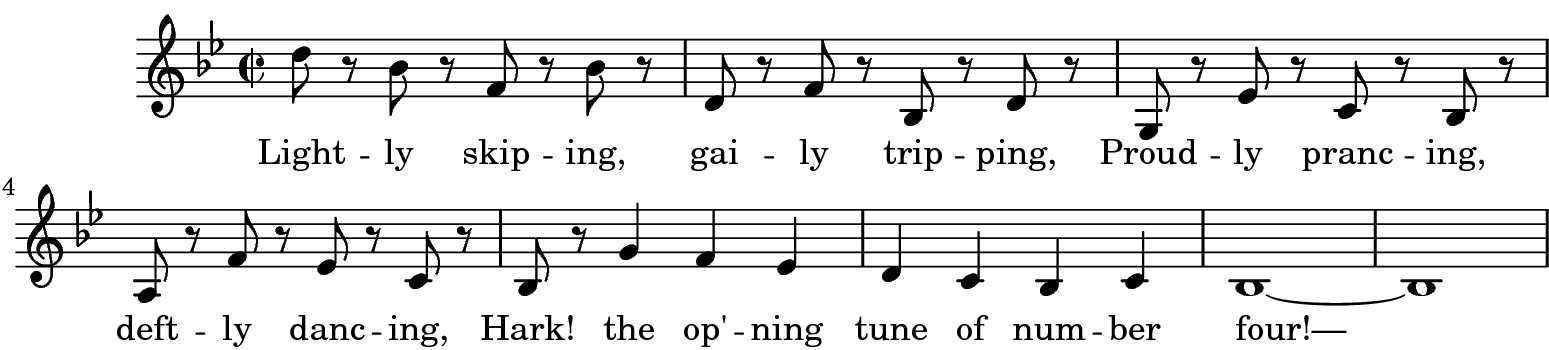 Light - ly skip - ing, gai - ly trip - ping, Proud - ly pranc - ing,
4
deft - ly danc - ing, Hark! the op' - ning tune of num - ber four!—